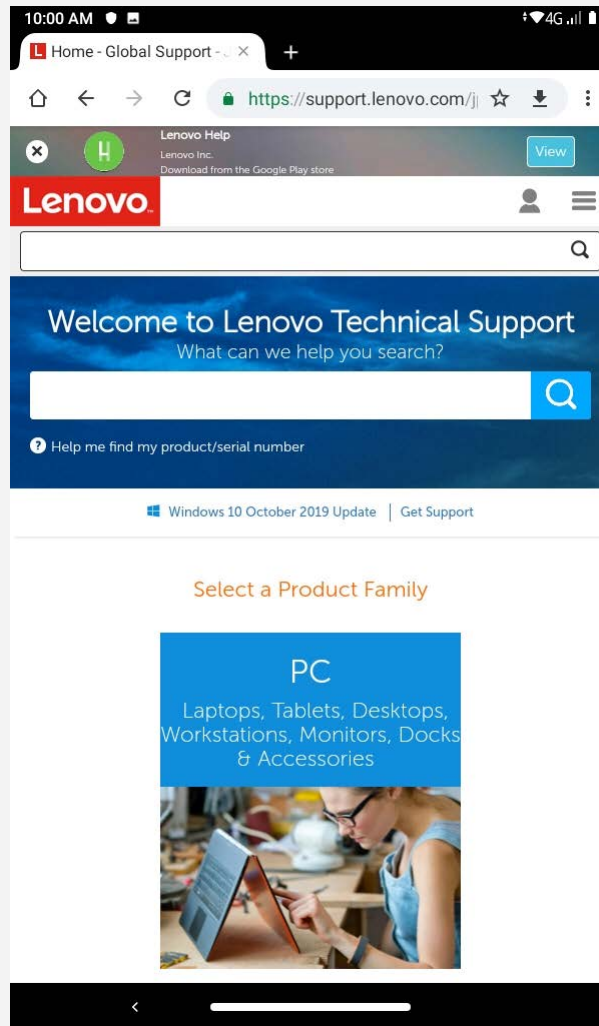 10:00 AM
4G
Home - Global Support -
https://support.lenovo.com/j
Lenovo Help
Lenovo Inc.
Download from the Google Play store
View
Lenovo
Welcome to Lenovo Technical Support
What can we help you search?
? Help me find my product/serial number
Windows 10 October 2019 Update | Get Support
Select a Product Family
PC
Laptops, Tablets, Desktops,
Workstations, Monitors, Docks
& Accessories